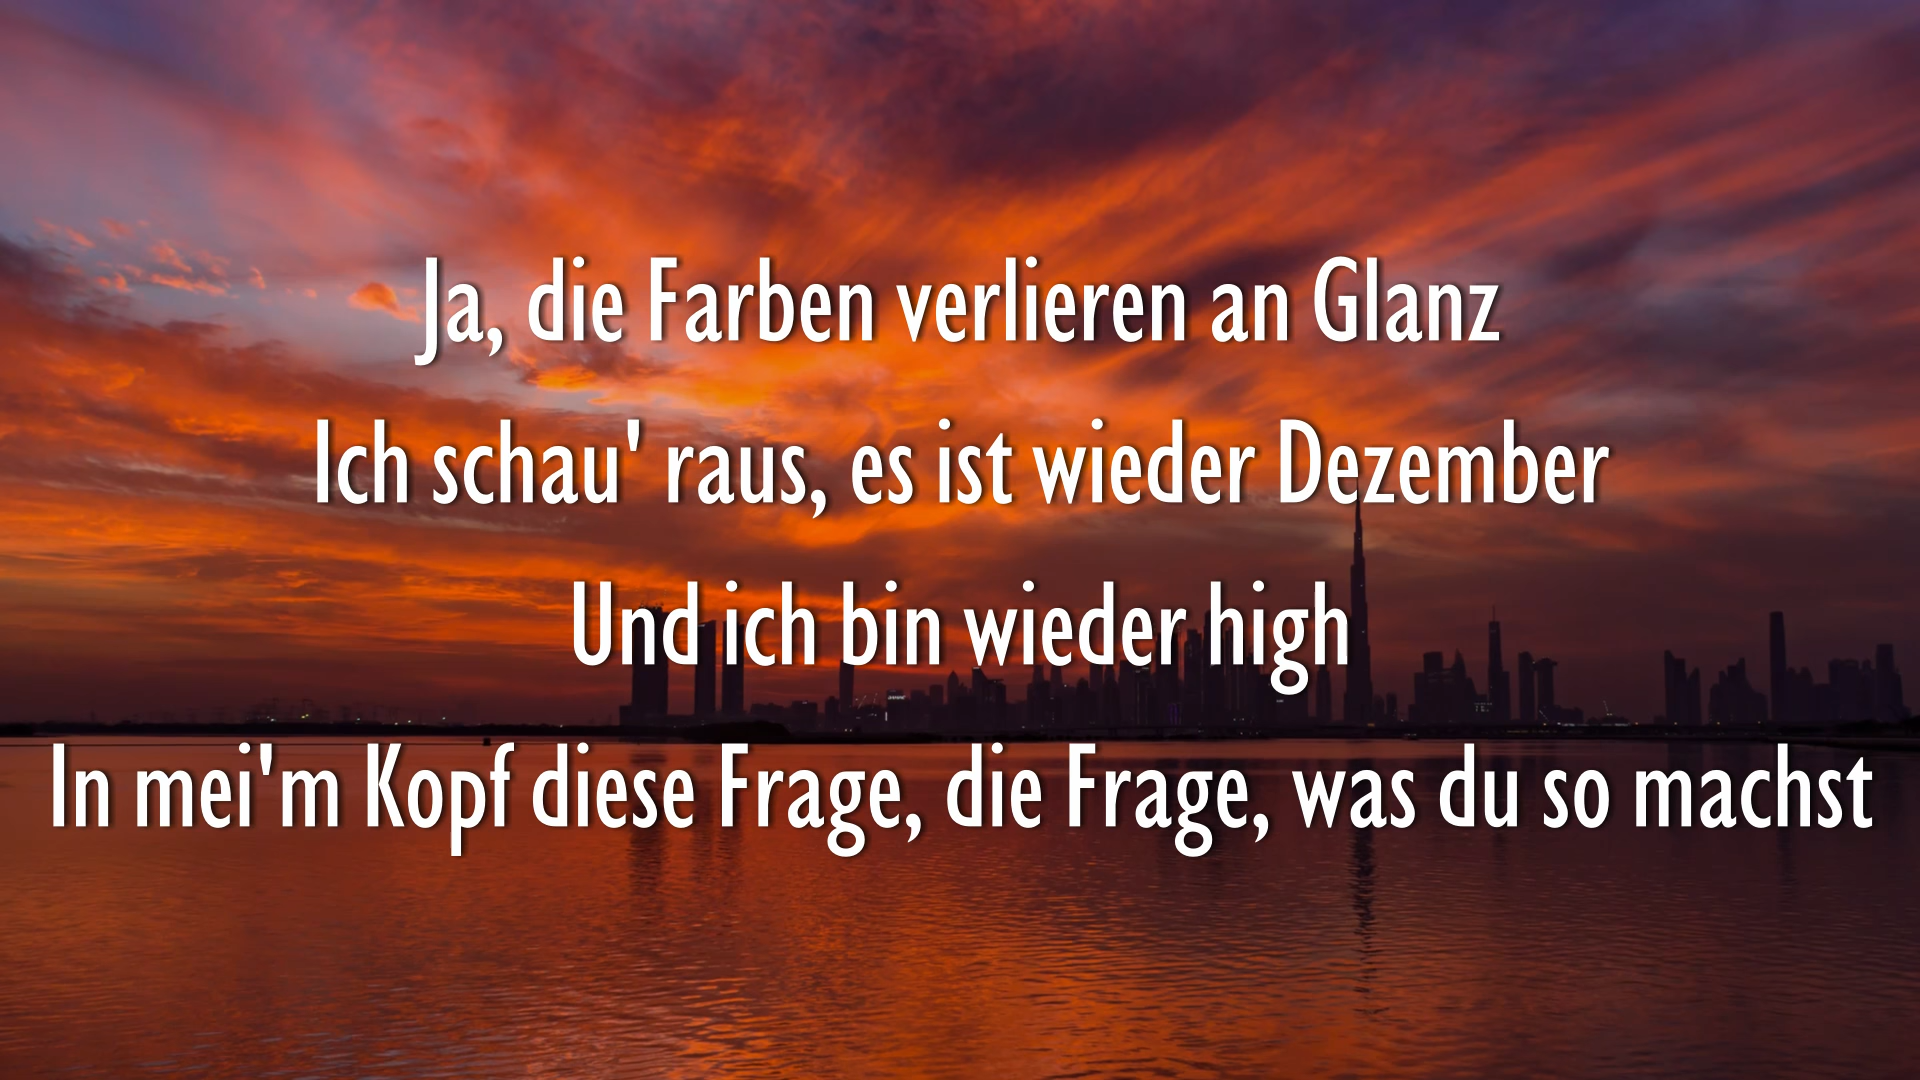 Ja, die Farben verlieren an Glanz
Ich schau' raus, es ist wieder Dezember
Und ich bin wieder high
In mei'm Kopf diese Frage, die Frage, was du so machst